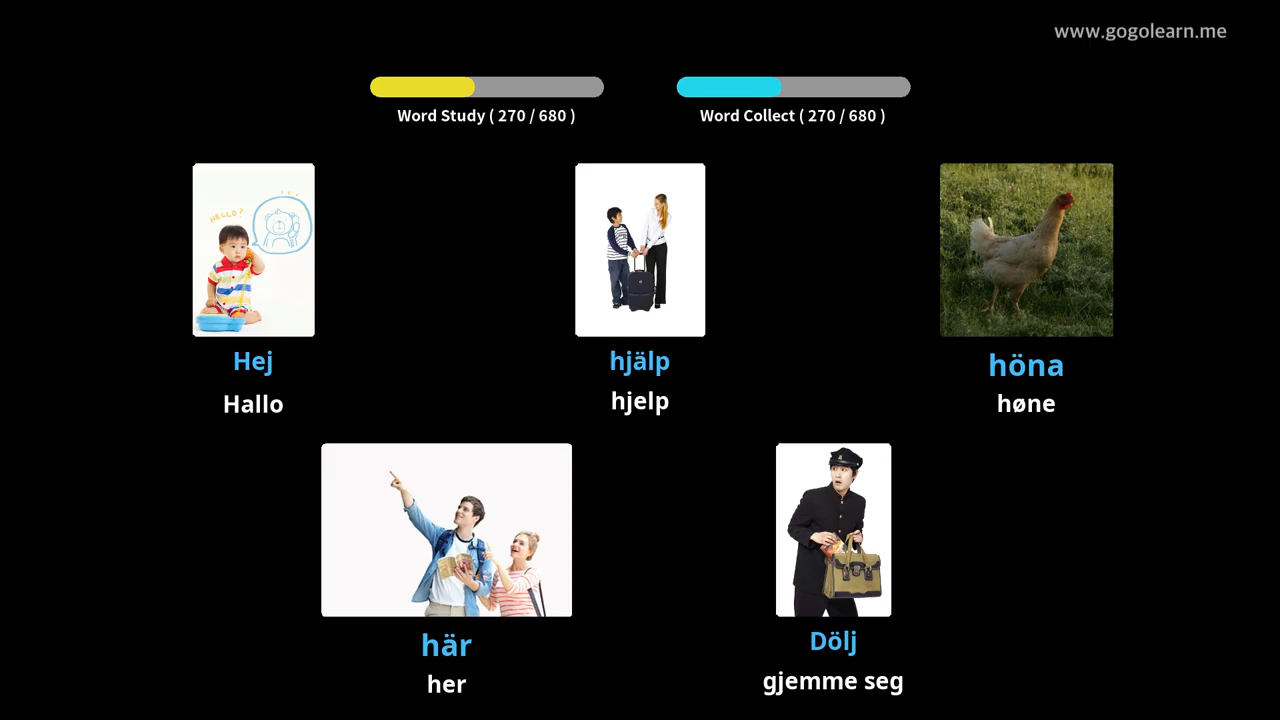 www.gogolearn.me
Word Study ( 270 / 680 )
Word Collect ( 270 / 680 )
HELLO?
Hej
Hallo
hjälp
hjelp
höna
høne
här
her
Dölj
gjemme seg